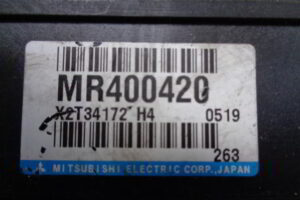 MR400420
X2T34172 H4 0519
263
MITSUBISHI ELECTRIC CORP.,JAPAN